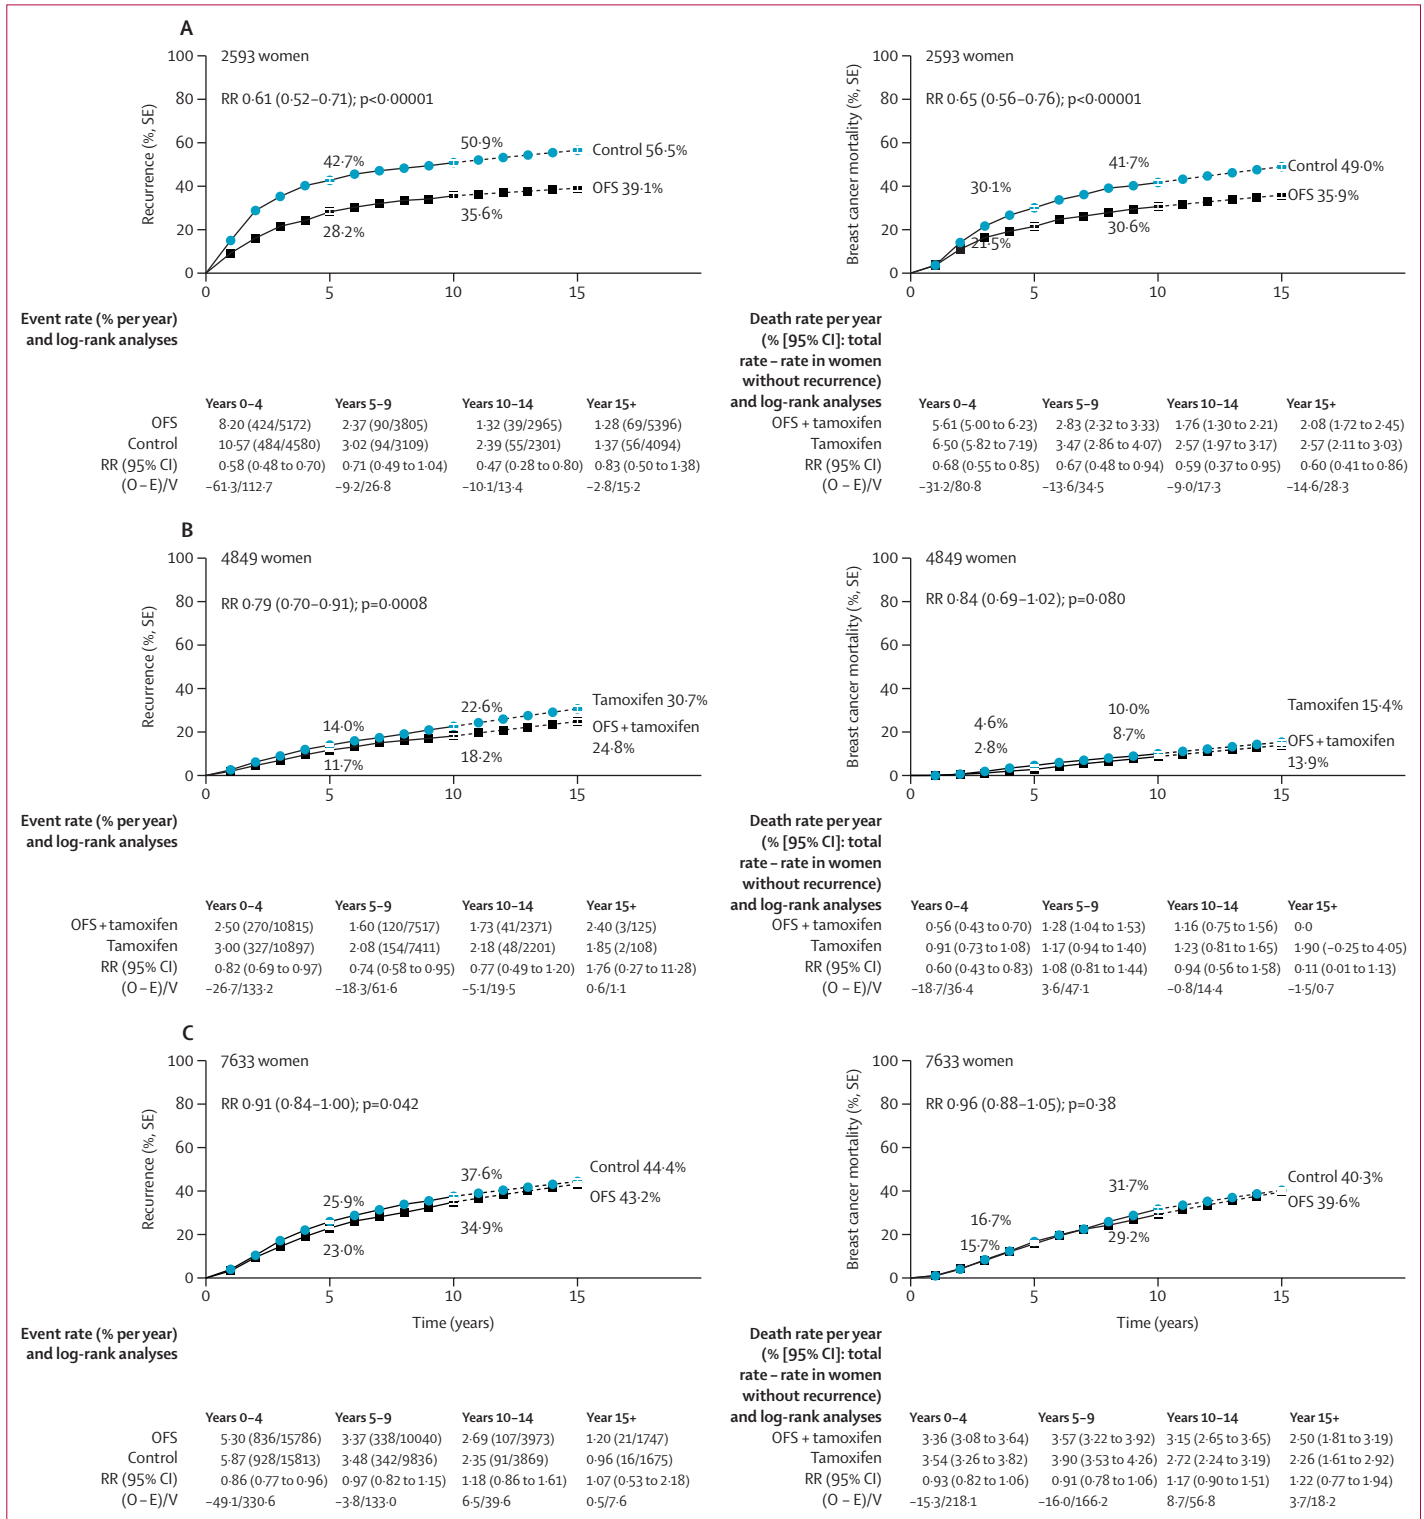 A
2593 women
RR 0·61 (0·52–0·71); p<0·00001
Recurrence (%, SE)
100
80
60
40
20
0
42·7%
50·9%
Control 56·5%
OFS 39·1%
28·2%
35·6%
0 5 10 15
2593 women
RR 0·65 (0·56–0·76); p<0·00001
Breast cancer mortality (%, SE)
100
80
60
40
20
0
30·1%
41·7%
Control 49·0%
OFS 35·9%
21·5%
30·6%
0 5 10 15
Event rate (% per year)
and log-rank analyses
Years 0–4 Years 5–9 Years 10–14 Year 15+
OFS 8·20 (424/5172) 2·37 (90/3805) 1·32 (39/2965) 1·28 (69/5396)
Control 10·57 (484/4580) 3·02 (94/3109) 2·39 (55/2301) 1·37 (56/4094)
RR (95% CI) 0·58 (0·48 to 0·70) 0·71 (0·49 to 1·04) 0·47 (0·28 to 0·80) 0·83 (0·50 to 1·38)
(O – E)/V –61·3/112·7 –9·2/26·8 –10·1/13·4 –2·8/15·2
Death rate per year
(% [95% CI]: total
rate – rate in women
without recurrence)
and log-rank analyses
Years 0–4 Years 5–9 Years 10–14 Year 15+
OFS + tamoxifen 5·61 (5·00 to 6·23) 2·83 (2·32 to 3·33) 1·76 (1·30 to 2·21) 2·08 (1·72 to 2·45)
Tamoxifen 6·50 (5·82 to 7·19) 3·47 (2·86 to 4·07) 2·57 (1·97 to 3·17) 2·57 (2·11 to 3·03)
RR (95% CI) 0·68 (0·55 to 0·85) 0·67 (0·48 to 0·94) 0·59 (0·37 to 0·95) 0·60 (0·41 to 0·86)
(O – E)/V –31·2/80·8 –13·6/34·5 –9·0/17·3 –14·6/28·3
B
4849 women
RR 0·79 (0·70–0·91); p=0·0008
Recurrence (%, SE)
100
80
60
40
20
0
14·0%
22·6%
Tamoxifen 30·7%
OFS + tamoxifen
24·8%
11·7%
18·2%
0 5 10 15
4849 women
RR 0·84 (0·69–1·02); p=0·080
Breast cancer mortality (%, SE)
100
80
60
40
20
0
4·6%
2·8%
10·0%
8·7%
Tamoxifen 15·4%
OFS + tamoxifen
13·9%
0 5 10 15
Event rate (% per year)
and log-rank analyses
Years 0–4 Years 5–9 Years 10–14 Year 15+
OFS + tamoxifen 2·50 (270/10815) 1·60 (120/7517) 1·73 (41/2371) 2·40 (3/125)
Tamoxifen 3·00 (327/10897) 2·08 (154/7411) 2·18 (48/2201) 1·85 (2/108)
RR (95% CI) 0·82 (0·69 to 0·97) 0·74 (0·58 to 0·95) 0·77 (0·49 to 1·20) 1·76 (0·27 to 11·28)
(O – E)/V –26·7/133·2 –18·3/61·6 –5·1/19·5 0·6/1·1
Death rate per year
(% [95% CI]: total
rate – rate in women
without recurrence)
and log-rank analyses
Years 0–4 Years 5–9 Years 10–14 Year 15+
OFS + tamoxifen 0·56 (0·43 to 0·70) 1·28 (1·04 to 1·53) 1·16 (0·75 to 1·56) 0·0
Tamoxifen 0·91 (0·73 to 1·08) 1·17 (0·94 to 1·40) 1·23 (0·81 to 1·65) 1·90 (–0·25 to 4·05)
RR (95% CI) 0·60 (0·43 to 0·83) 1·08 (0·81 to 1·44) 0·94 (0·56 to 1·58) 0·11 (0·01 to 1·13)
(O – E)/V –18·7/36·4 3·6/47·1 –0·8/14·4 –1·5/0·7
C
7633 women
RR 0·91 (0·84–1·00); p=0·042
Recurrence (%, SE)
100
80
60
40
20
0
25·9%
37·6%
Control 44·4%
OFS 43·2%
23·0%
34·9%
0 5 10 15
Time (years)
7633 women
RR 0·96 (0·88–1·05); p=0·38
Breast cancer mortality (%, SE)
100
80
60
40
20
0
16·7%
31·7%
Control 40·3%
OFS 39·6%
15·7%
29·2%
0 5 10 15
Time (years)
Event rate (% per year)
and log-rank analyses
Years 0–4 Years 5–9 Years 10–14 Year 15+
OFS 5·30 (836/15786) 3·37 (338/10040) 2·69 (107/3973) 1·20 (21/1747)
Control 5·87 (928/15813) 3·48 (342/9836) 2·35 (91/3869) 0·96 (16/1675)
RR (95% CI) 0·86 (0·77 to 0·96) 0·97 (0·82 to 1·15) 1·18 (0·86 to 1·61) 1·07 (0·53 to 2·18)
(O – E)/V –49·1/330·6 –3·8/133·0 6·5/39·6 0·5/7·6
Death rate per year
(% [95% CI]: total
rate – rate in women
without recurrence)
and log-rank analyses
Years 0–4 Years 5–9 Years 10–14 Year 15+
OFS + tamoxifen 3·36 (3·08 to 3·64) 3·57 (3·22 to 3·92) 3·15 (2·65 to 3·65) 2·50 (1·81 to 3·19)
Tamoxifen 3·54 (3·26 to 3·82) 3·90 (3·53 to 4·26) 2·72 (2·24 to 3·19) 2·26 (1·61 to 2·92)
RR (95% CI) 0·93 (0·82 to 1·06) 0·91 (0·78 to 1·06) 1·17 (0·90 to 1·51) 1·22 (0·77 to 1·94)
(O – E)/V –15·3/218·1 –16·0/166·2 8·7/56·8 3·7/18·2